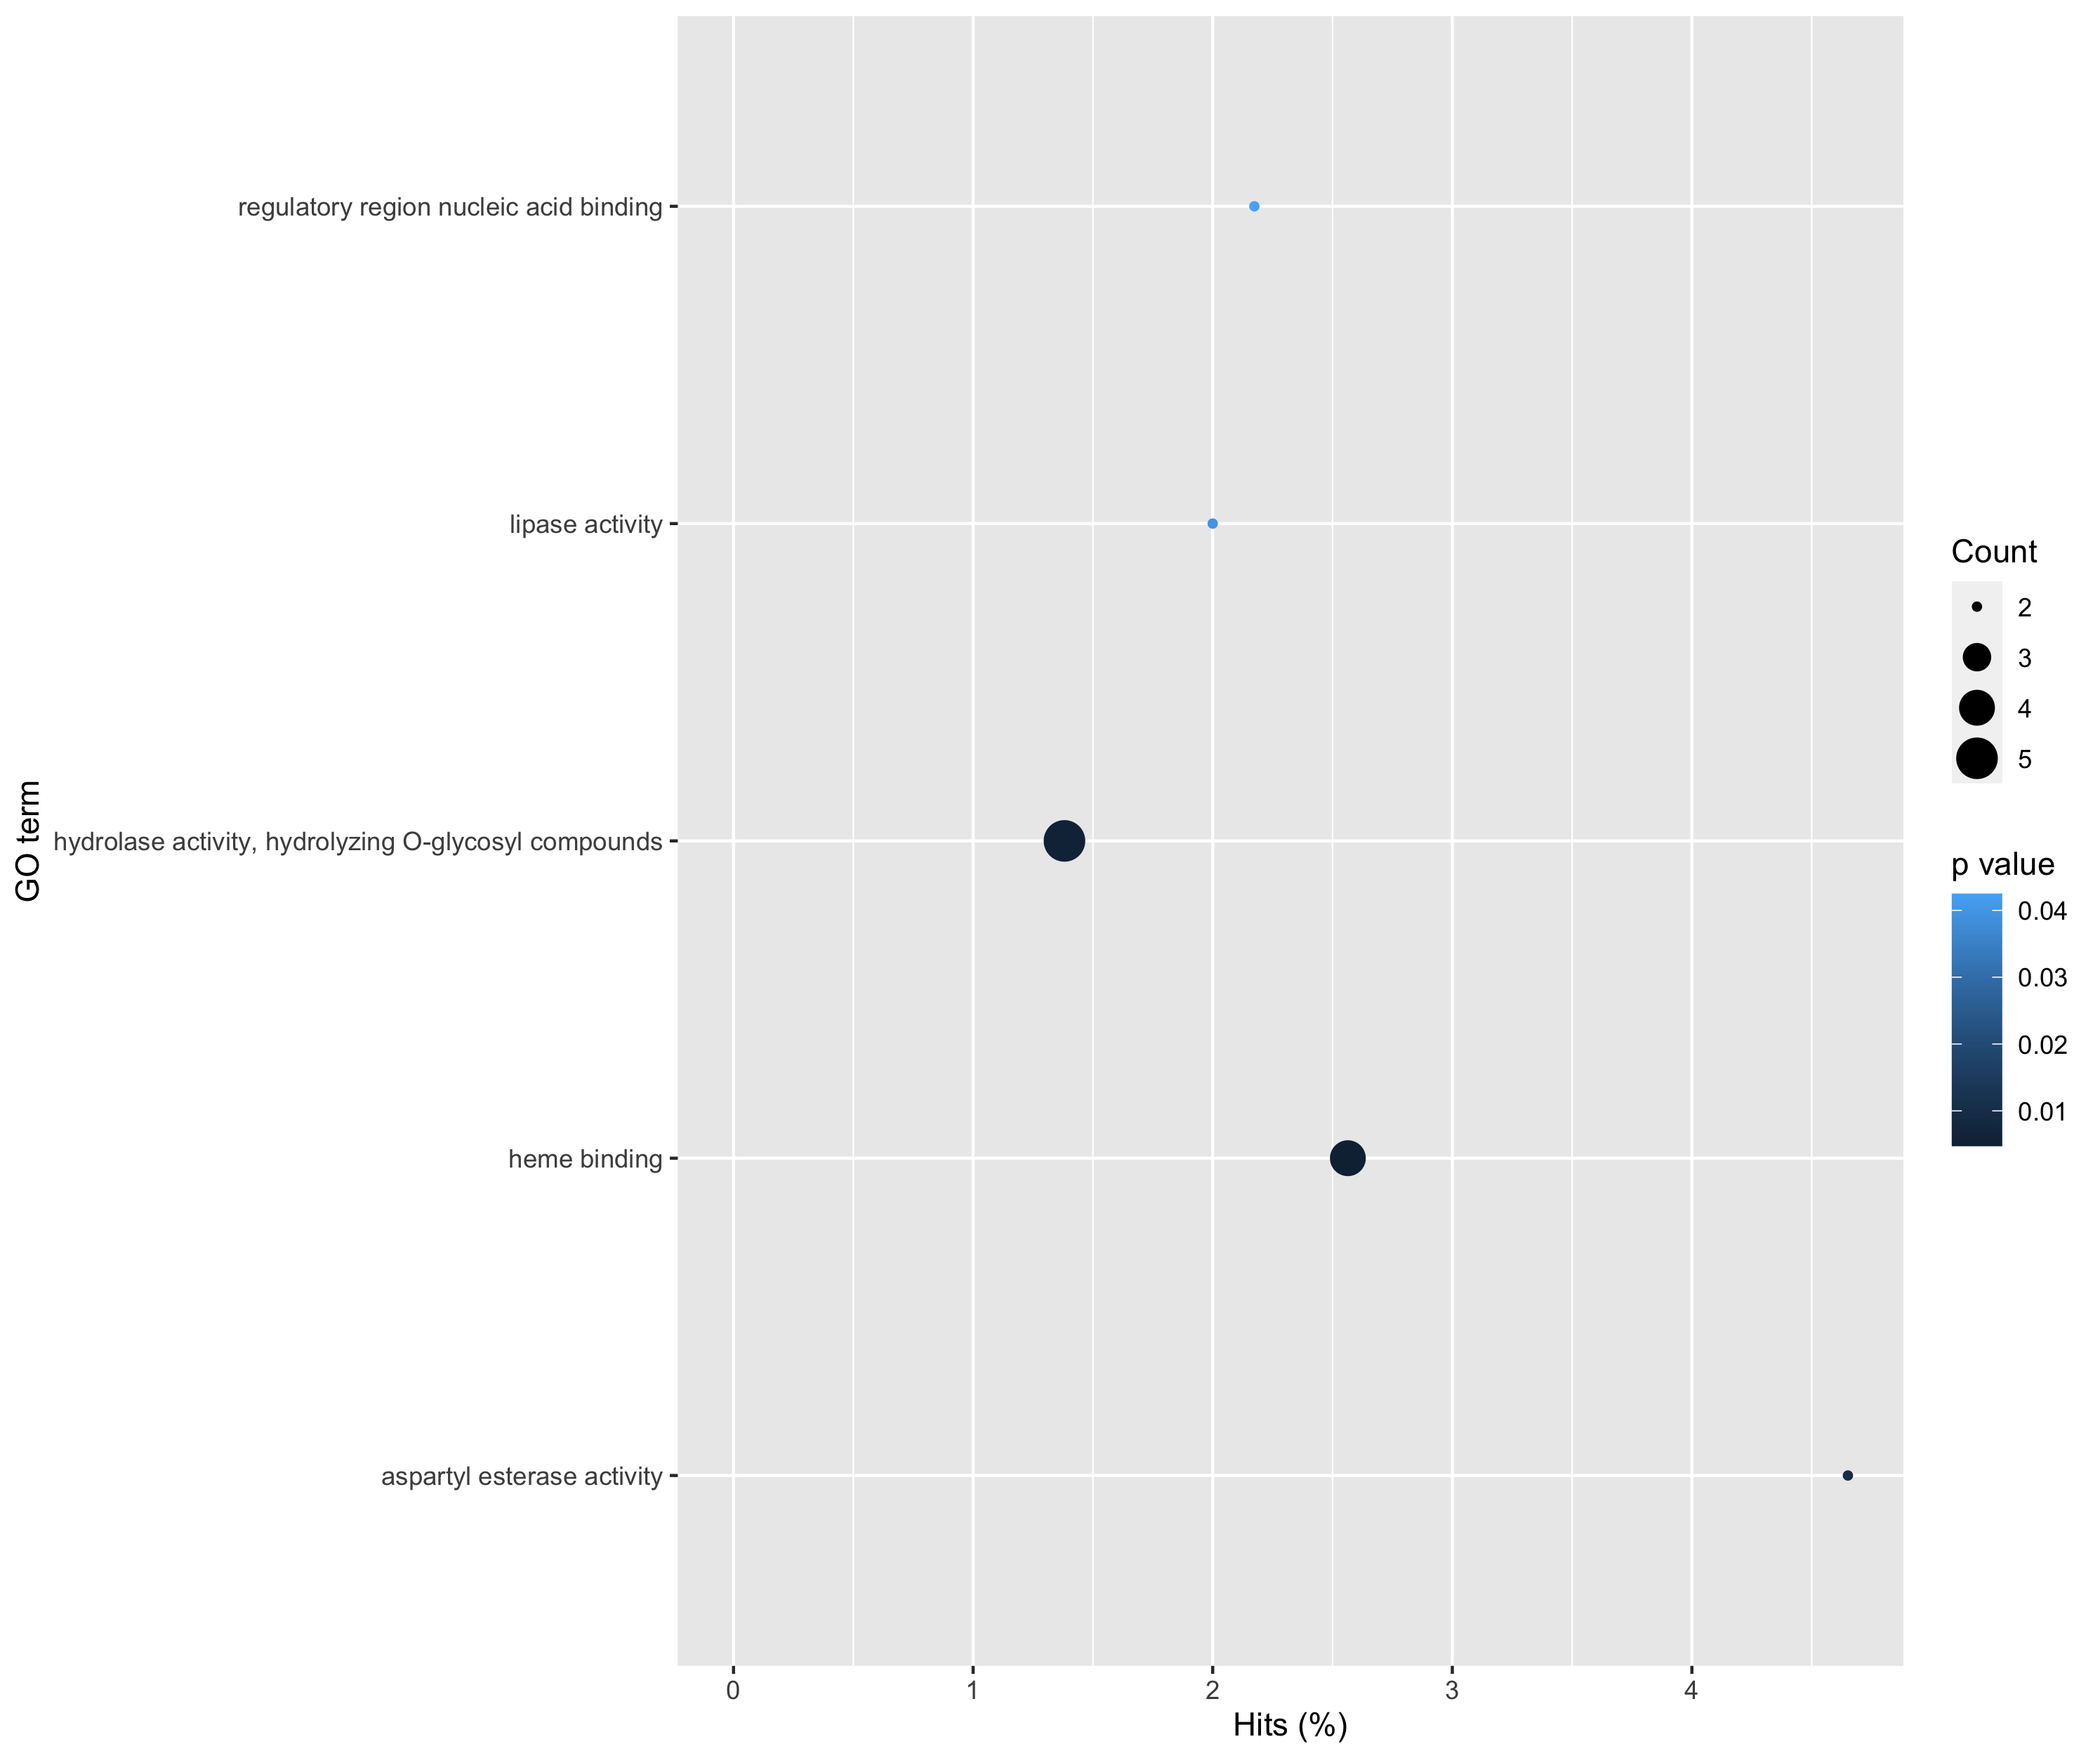 GO term
regulatory region nucleic acid binding
lipase activity
hydrolase activity, hydrolyzing O-glycosyl compounds
heme binding
aspartyl esterase activity
0 1 2 3 4
Hits (%)
Count
2
3
4
5
p value
0.04
0.03
0.02
0.01